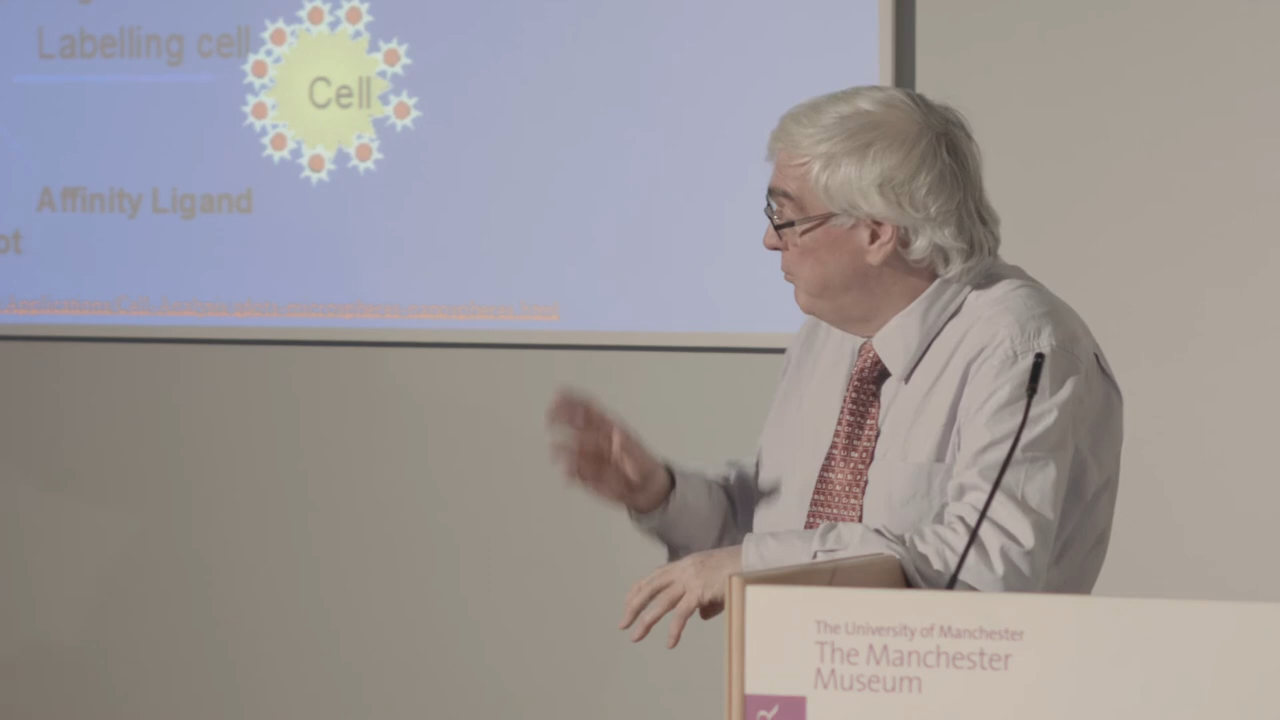 Labelling cell
Cell
Affinity Ligand
ot
The University of Manchester
The Manchester
Museum